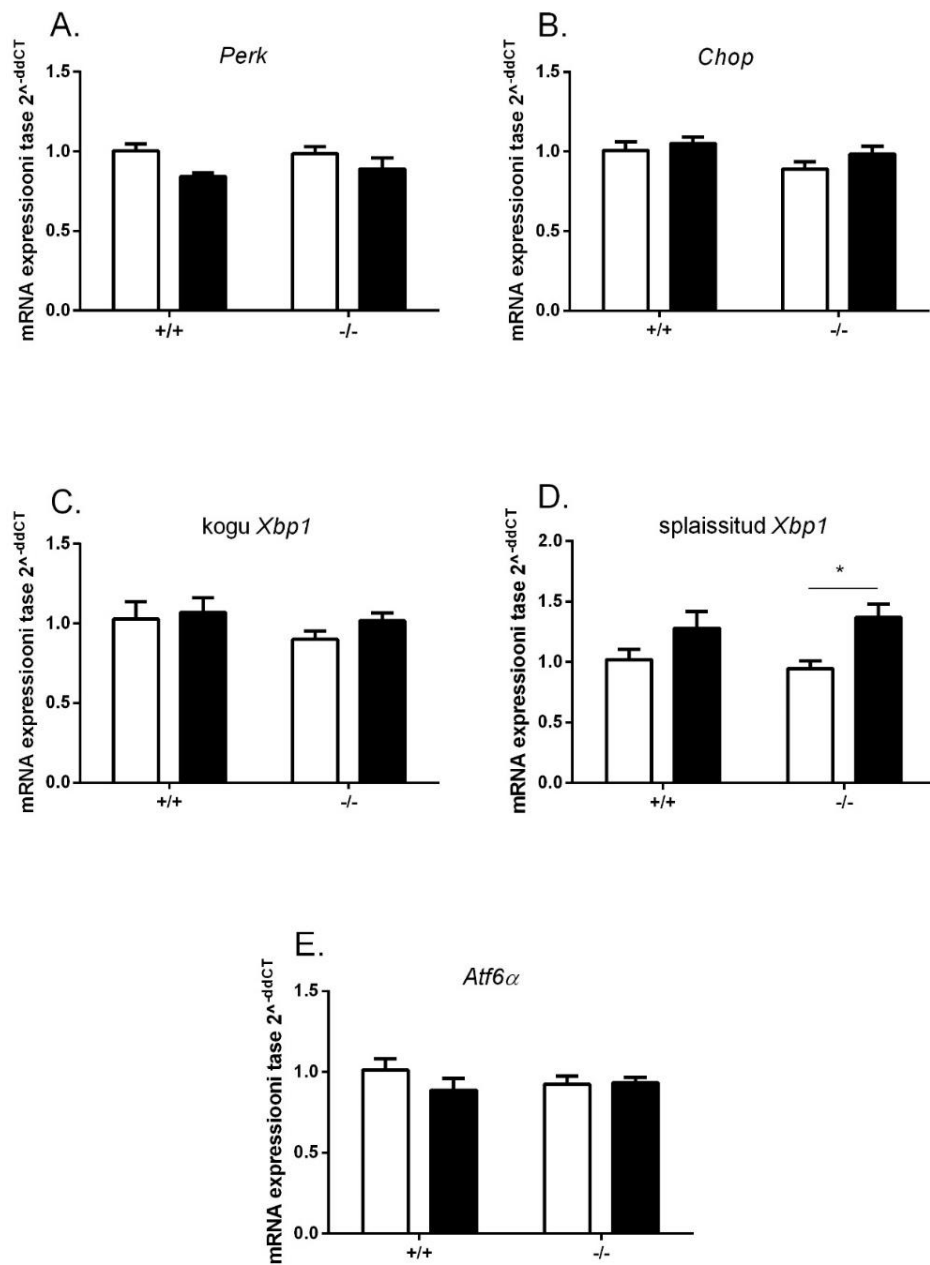 A.
Perk
mRNA expressiooni tase 2^-ddCT
1.5
1.0
0.5
0.0
+/+
-/-
B.
Chop
mRNA expressiooni tase 2^-ddCT
1.5
1.0
0.5
0.0
+/+
-/-
C.
kogu Xbp1
mRNA expressiooni tase 2^-ddCT
1.5
1.0
0.5
0.0
+/+
-/-
D.
splaissitud Xbp1
mRNA expressiooni tase 2^-ddCT
2.0
1.5
1.0
0.5
0.0
*
+/+
-/-
E.
Atf6α
mRNA expressiooni tase 2^-ddCT
1.5
1.0
0.5
0.0
+/+
-/-